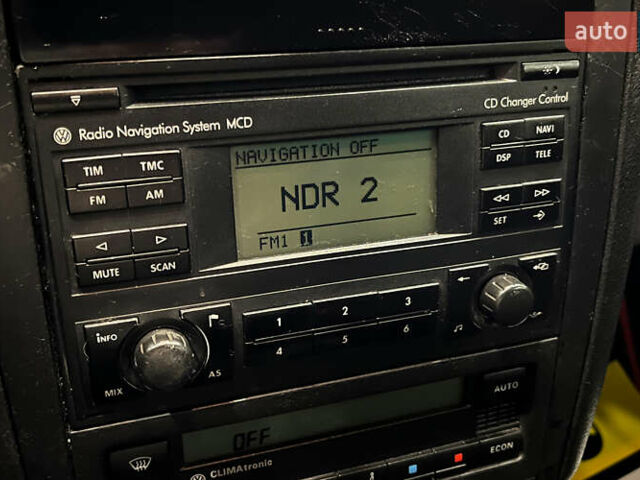 auto
Radio Navigation System MCD
CD Changer Control
TIM TMC
FM AM
MUTE SCAN
NAVIGATION OFF
NDR 2
FM1 1
CD NAVI
DSP TELE
SET
INFO
MIX
AS
1 2 3
4 5 6
AUTO
OFF
CLIMAtronic
ECON